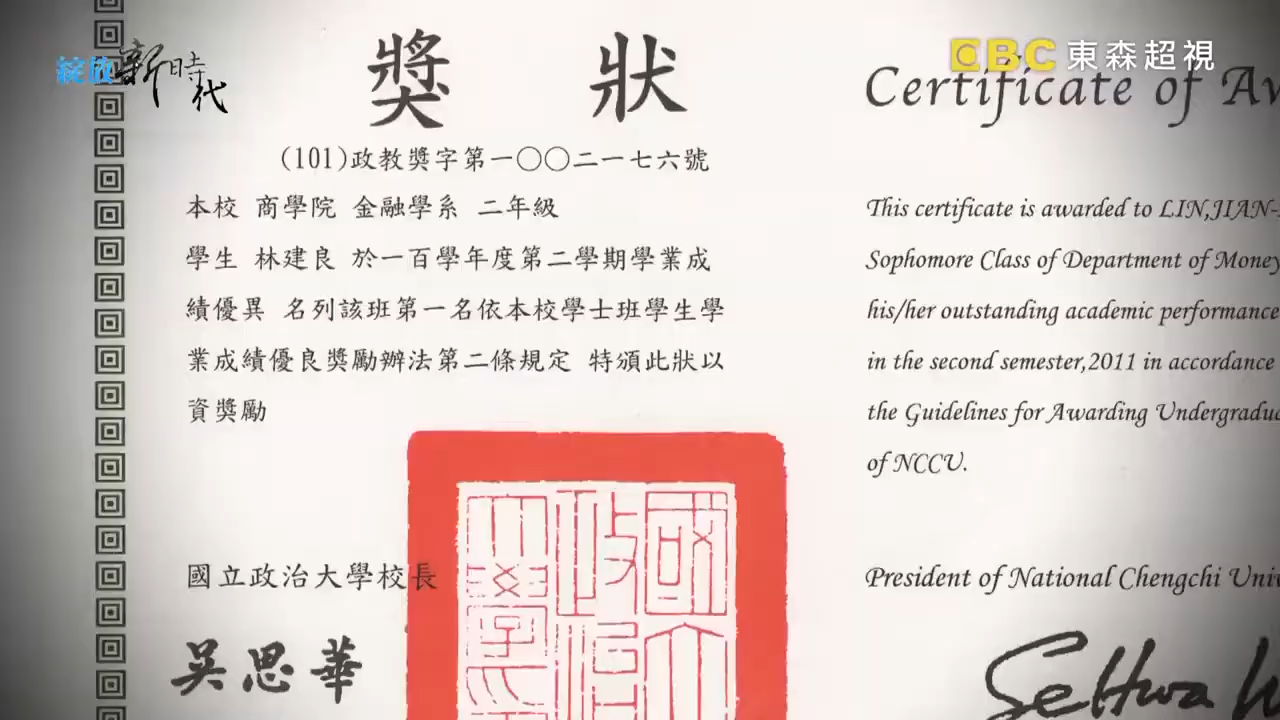 綻放新時代
EBC 東森超視
獎狀
(101)政教獎字第一〇〇二一七六號
本校 商學院 金融學系 二年級
學生 林建良 於一百學年度第二學期學業成
績優異 名列該班第一名依本校學士班學生學
業成績優良獎勵辦法第二條規定 特頒此狀以
資獎勵
國立政治大學校長
吳思華
Certificate of Aw
This certificate is awarded to LIN,JIAN-
Sophomore Class of Department of Money
his/her outstanding academic performance
in the second semester,2011 in accordance
the Guidelines for Awarding Undergradu
of NCCU.
President of National Chengchi Uni
Se Hwa W